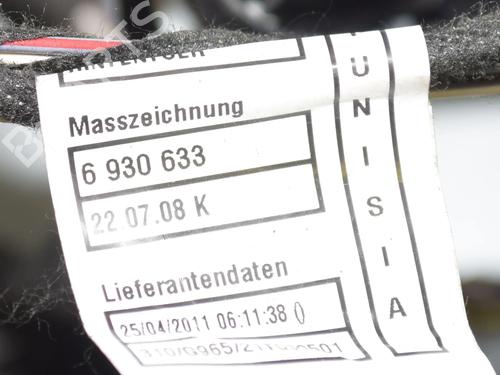 Masszeichnung
6 930 633
22.07.08 K
Lieferantendaten
25/04/2011 06:11:38 ()
TUNISIA